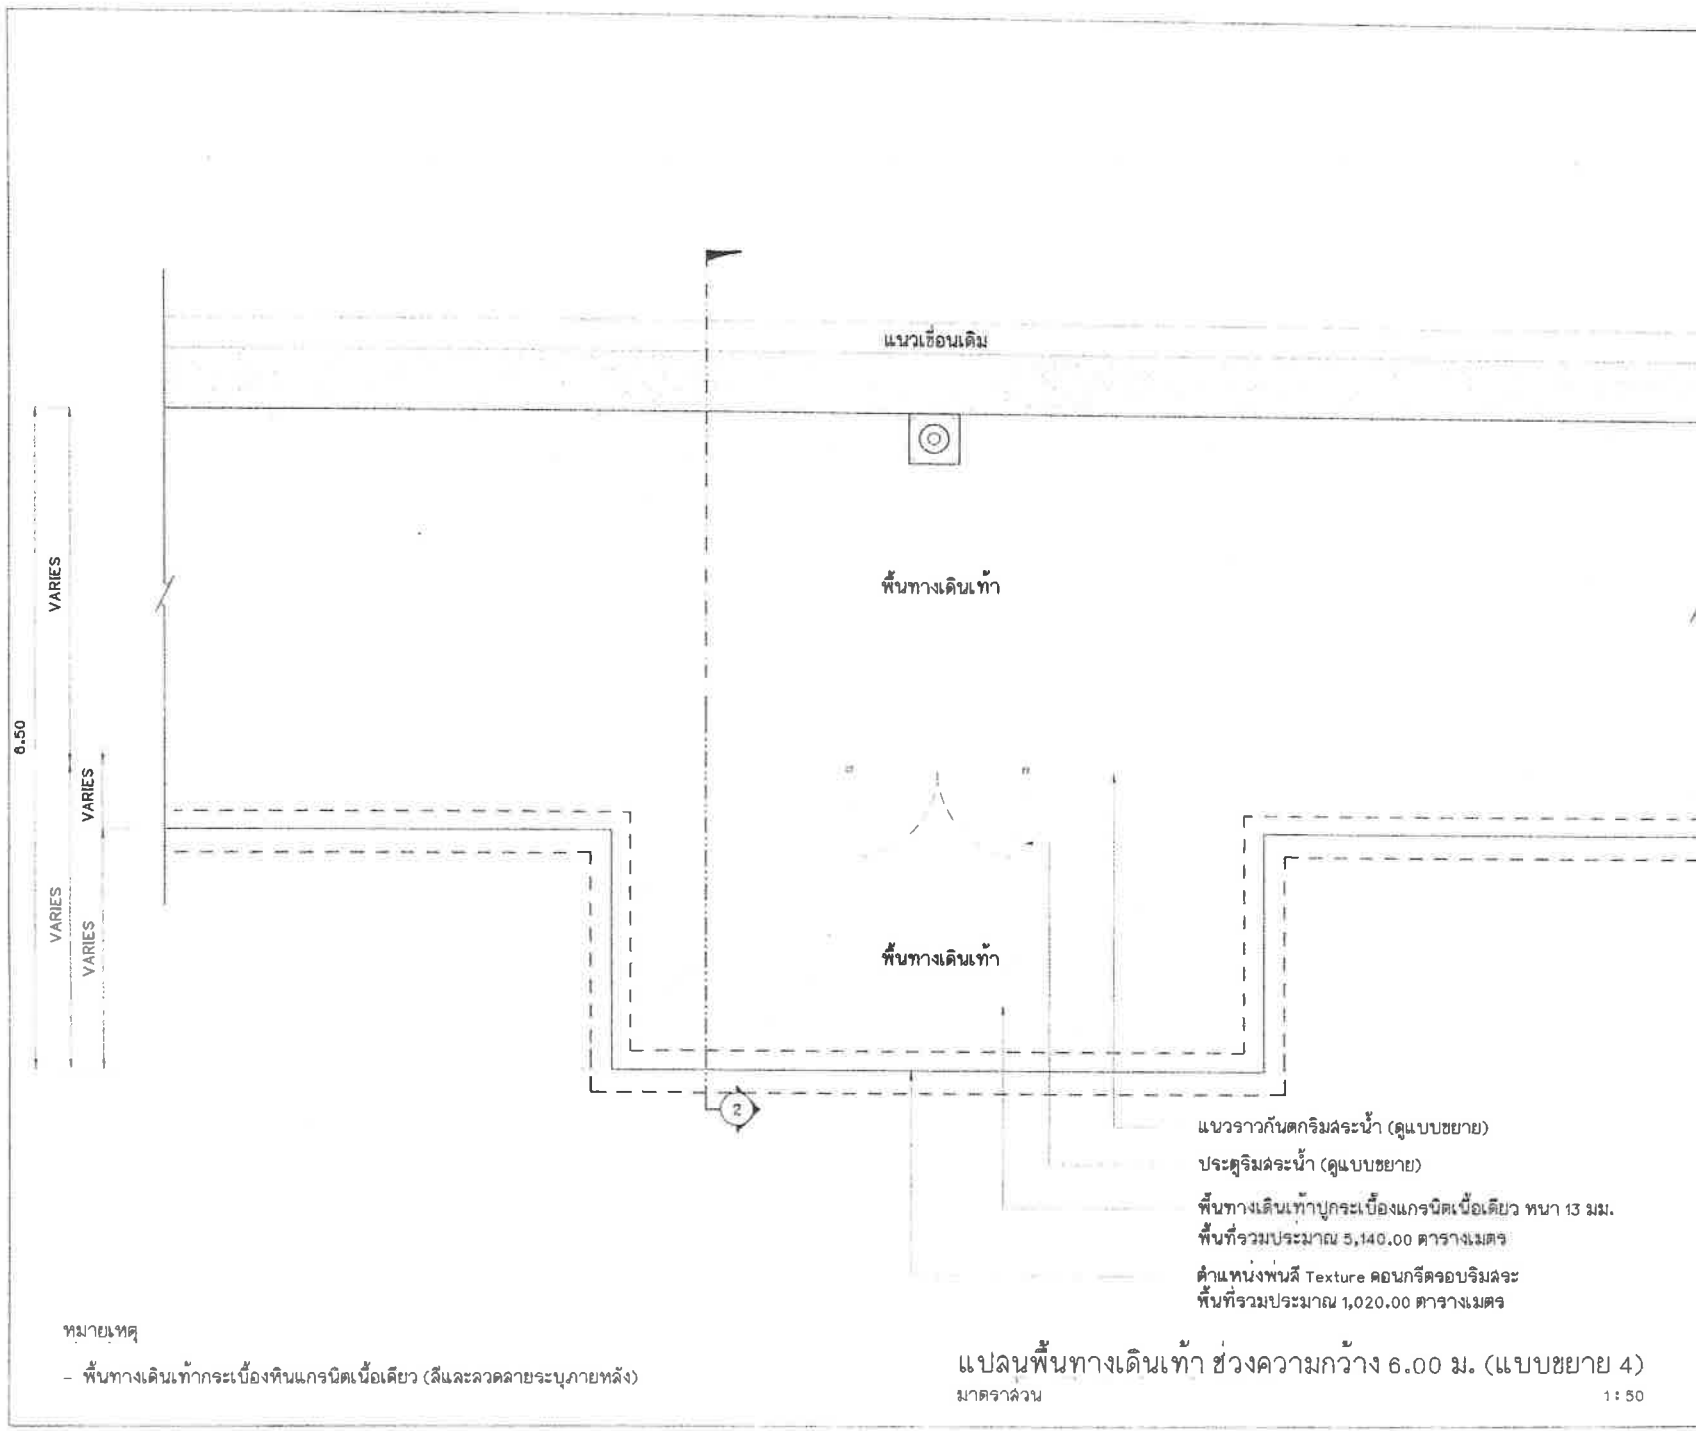 แนวเขื่อนเดิม
VARIES
พื้นทางเดินเท้า
6.50
VARIES
VARIES
VARIES
พื้นทางเดินเท้า
2
แนวราวกันตกริมสระน้ำ (ดูแบบขยาย)
ประตูริมสระน้ำ (ดูแบบขยาย)
พื้นทางเดินเท้าปูกระเบื้องแกรนิตเนื้อเดียว หนา 13 มม.
พื้นที่รวมประมาณ 5,140.00 ตารางเมตร
ตำแหน่งพ่นสี Texture คอนกรีตรอบริมสระ
พื้นที่รวมประมาณ 1,020.00 ตารางเมตร
หมายเหตุ
- พื้นทางเดินเท้ากระเบื้องหินแกรนิตเนื้อเดียว (สีและลวดลายระบุภายหลัง)
แปลนพื้นทางเดินเท้า ช่วงความกว้าง 6.00 ม. (แบบขยาย 4)
มาตราส่วน 1:50